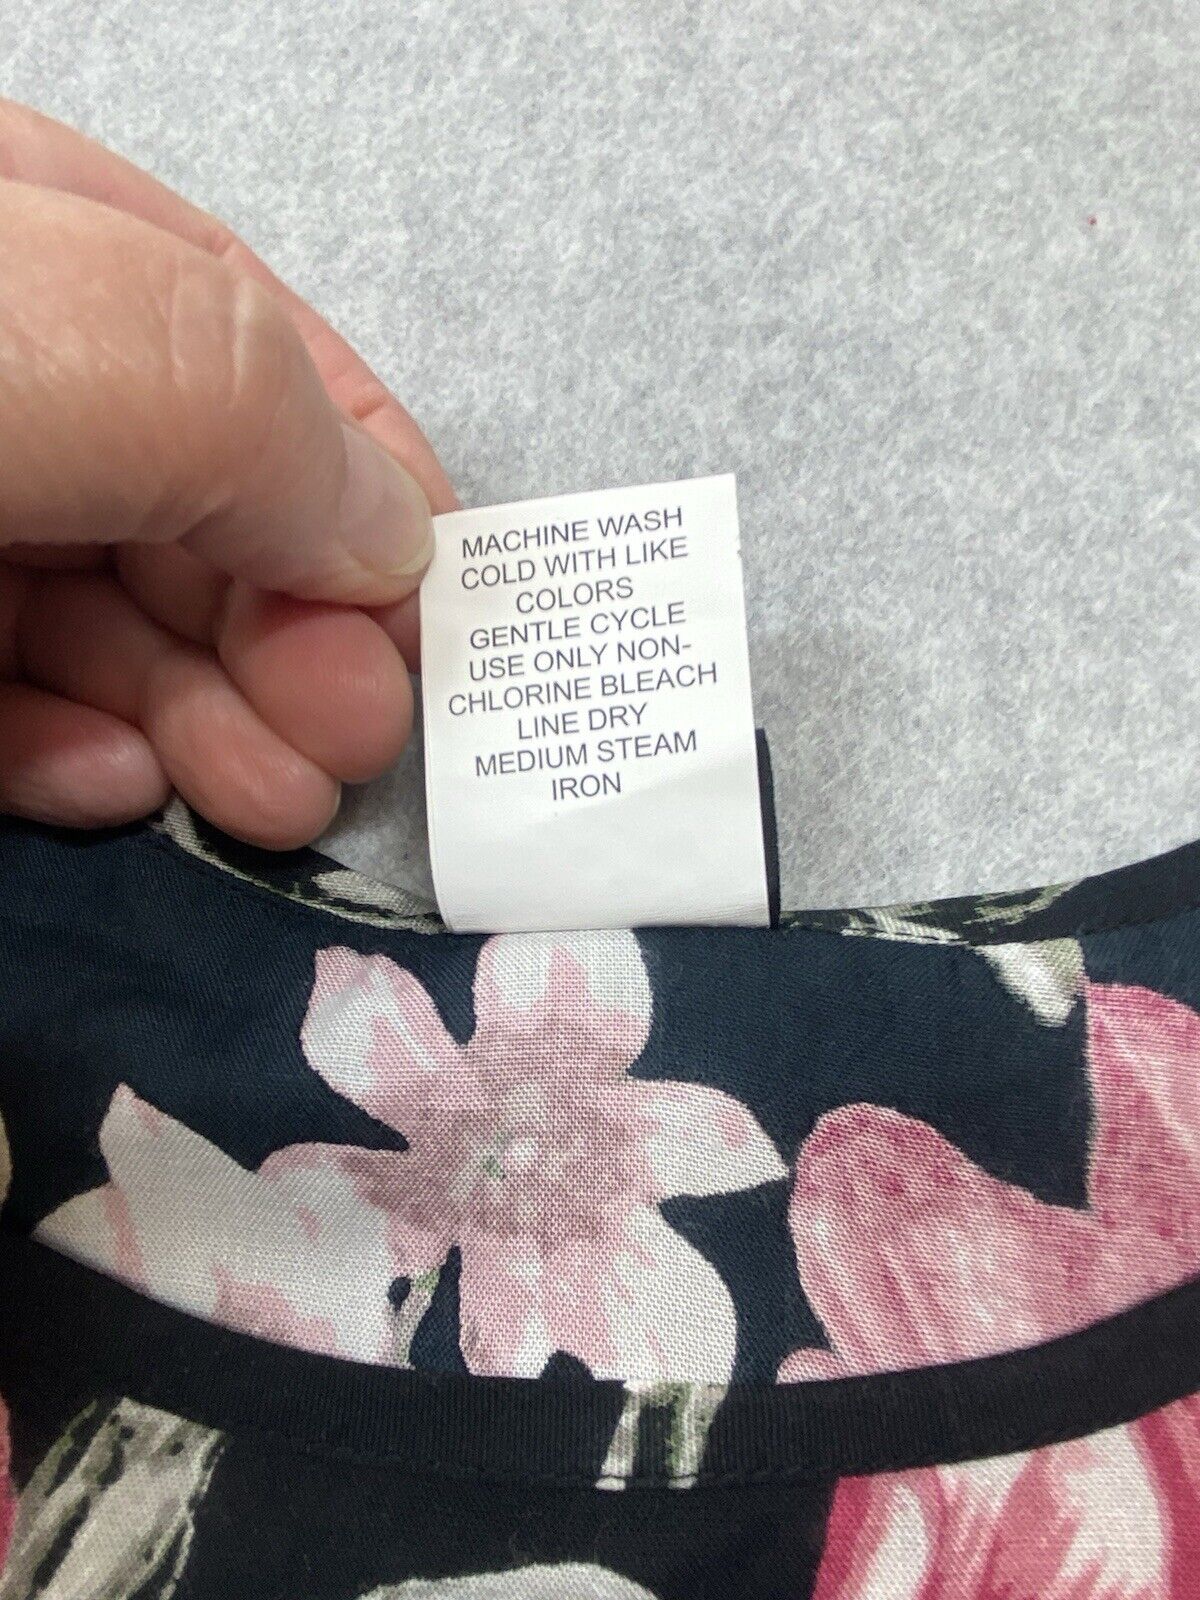 MACHINE WASH
COLD WITH LIKE
COLORS
GENTLE CYCLE
USE ONLY NON-
CHLORINE BLEACH
LINE DRY
MEDIUM STEAM
IRON